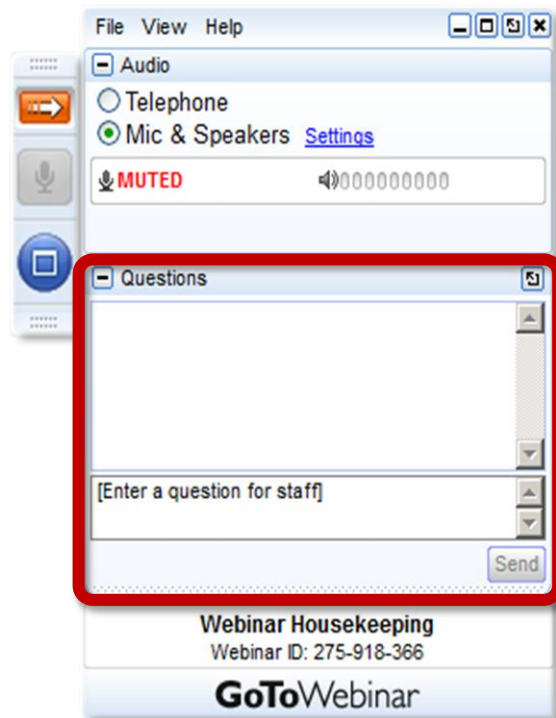 File View Help
Audio
Telephone
Mic & Speakers Settings
MUTED 000000000
Questions
[Enter a question for staff]
Send
Webinar Housekeeping
Webinar ID: 275-918-366
GoToWebinar